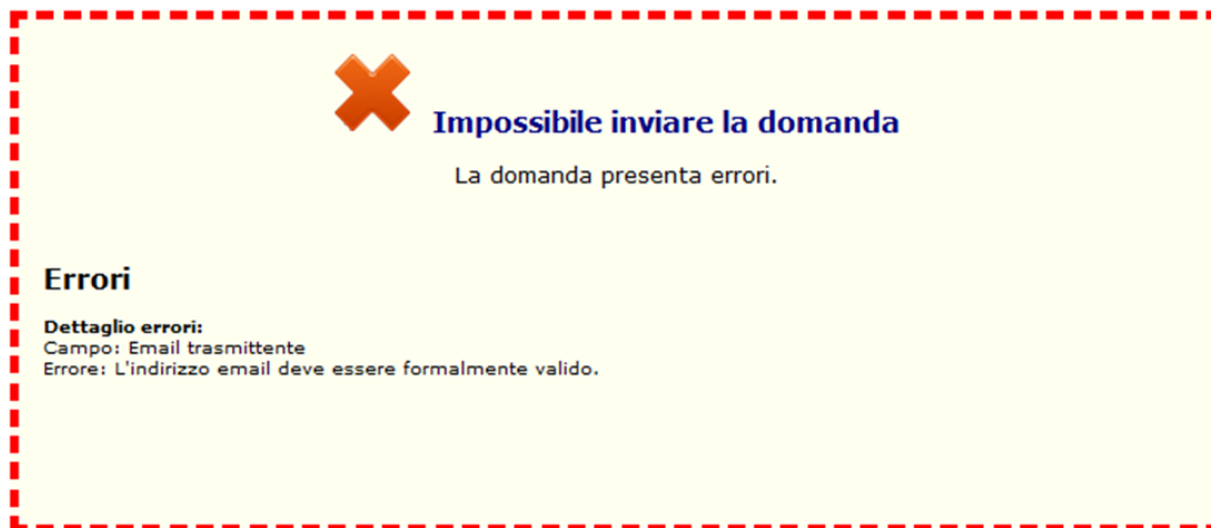 Impossibile inviare la domanda
La domanda presenta errori.
Errori
Dettaglio errori:
Campo: Email trasmittente
Errore: L'indirizzo email deve essere formalmente valido.